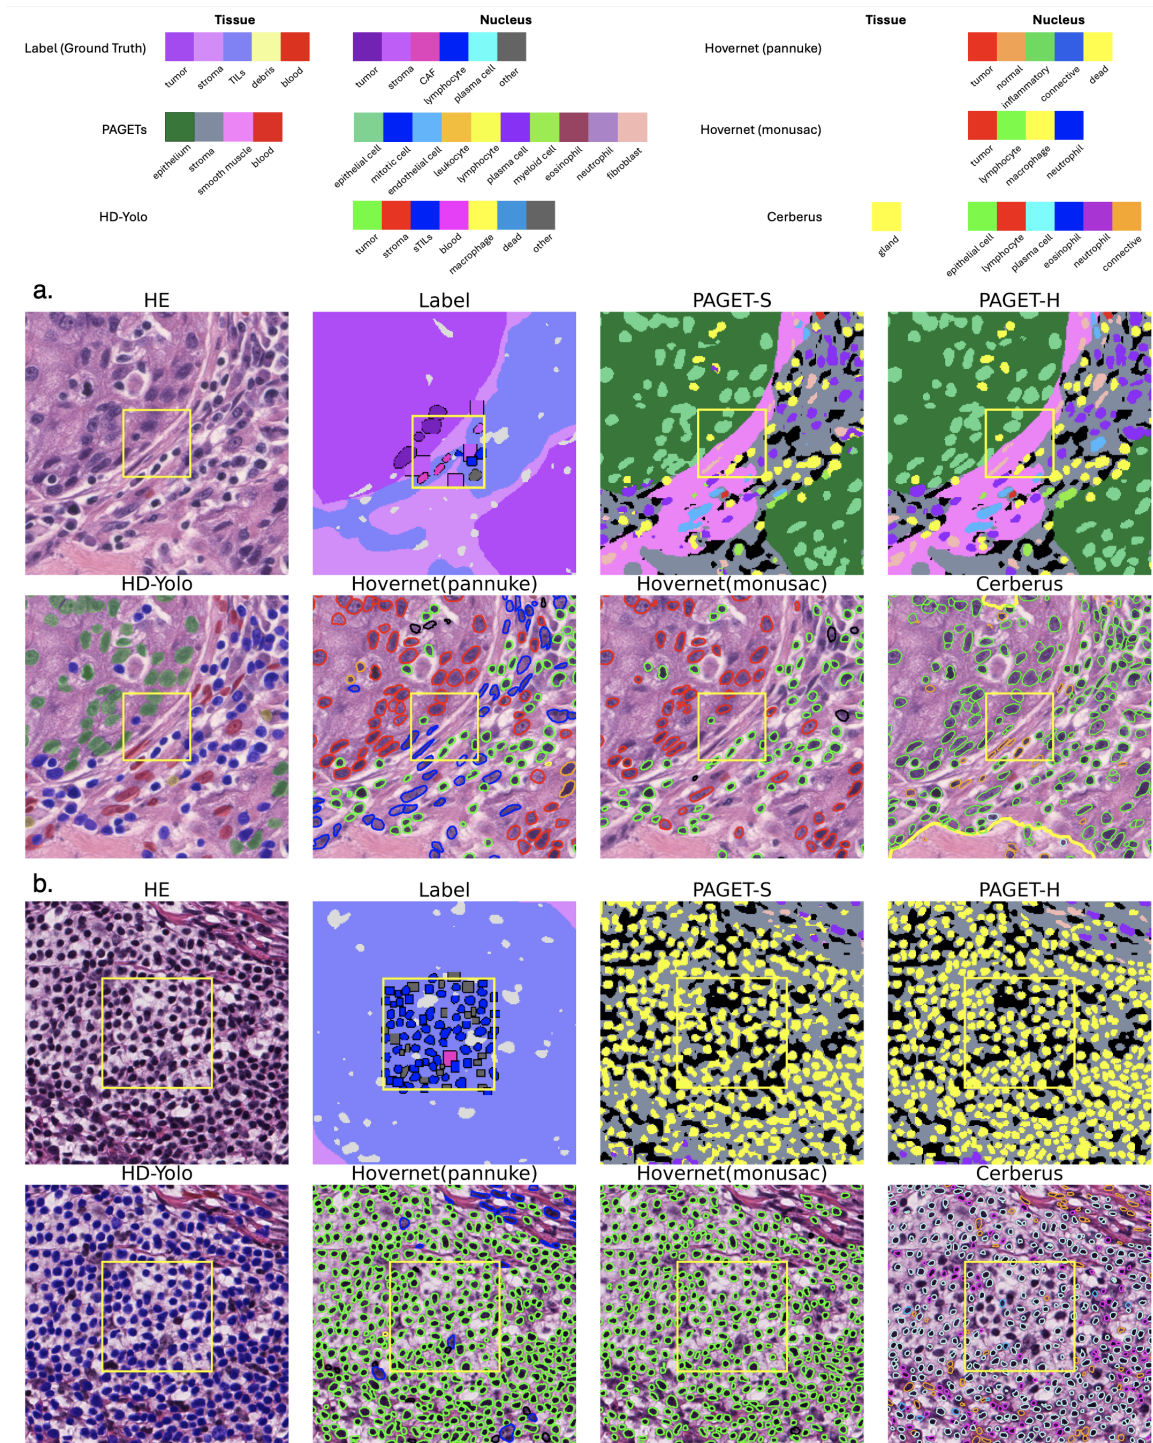 Tissue Nucleus Tissue Nucleus
Label (Ground Truth) Hovernet (pannuke)
tumor stroma TILs debris blood tumor stroma CAF lymphocyte plasma cell other tumor normal inflammatory connective dead
PAGETs Hovernet (monusac)
epithelium stroma smooth muscle blood epithelial cell mitotic cell endothelial cell leukocyte lymphocyte plasma cell myeloid cell eosinophil neutrophil fibroblast tumor lymphocyte macrophage neutrophil
HD-Yolo Cerberus
tumor stroma sTILs blood macrophage dead other gland epithelial cell lymphocyte plasma cell eosinophil neutrophil connective
a.
HE Label PAGET-S PAGET-H
HD-Yolo Hovernet(pannuke) Hovernet(monusac) Cerberus
b.
HE Label PAGET-S PAGET-H
HD-Yolo Hovernet(pannuke) Hovernet(monusac) Cerberus